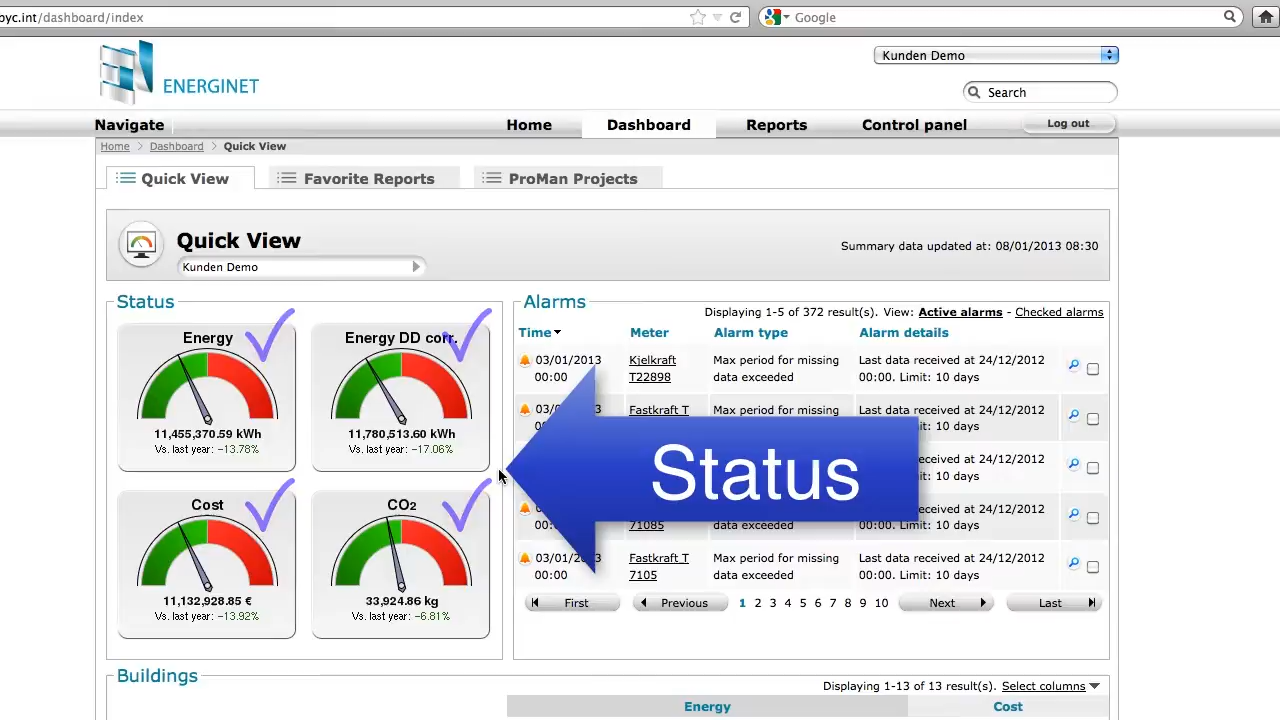 pyc.int/dashboard/index
Google
ENERGINET
Kunden Demo
Search
Navigate
Home
Dashboard
Reports
Control panel
Log out
Home > Dashboard > Quick View
Quick View
Favorite Reports
ProMan Projects
Quick View
Kunden Demo
Summary data updated at: 08/01/2013 08:30
Status
Energy
11,455,370.59 kWh
Vs. last year: -13.78%
Energy DD corr.
11,780,513.60 kWh
Vs. last year: -17.06%
Cost
11,132,928.85 €
Vs. last year: -13.92%
CO2
33,924.86 kg
Vs. last year: -6.81%
Alarms
Displaying 1-5 of 372 result(s). View: Active alarms - Checked alarms
Time Meter Alarm type Alarm details
03/01/2013 Kjelkraft Max period for missing Last data received at 24/12/2012
00:00 T22898 data exceeded 00:00. Limit: 10 days
Fastkraft T Max period for missing Last data received at 24/12/2012
days
received at 24/12/2012
10 days
71085 data exceeded 00:00. Limit: 10 days
Fastkraft T Max period for missing Last data received at 24/12/2012
00:00 7105 data exceeded 00:00. Limit: 10 days
Status
First Previous 1 2 3 4 5 6 7 8 9 10 Next Last
Buildings
Displaying 1-13 of 13 result(s). Select columns
Energy Cost